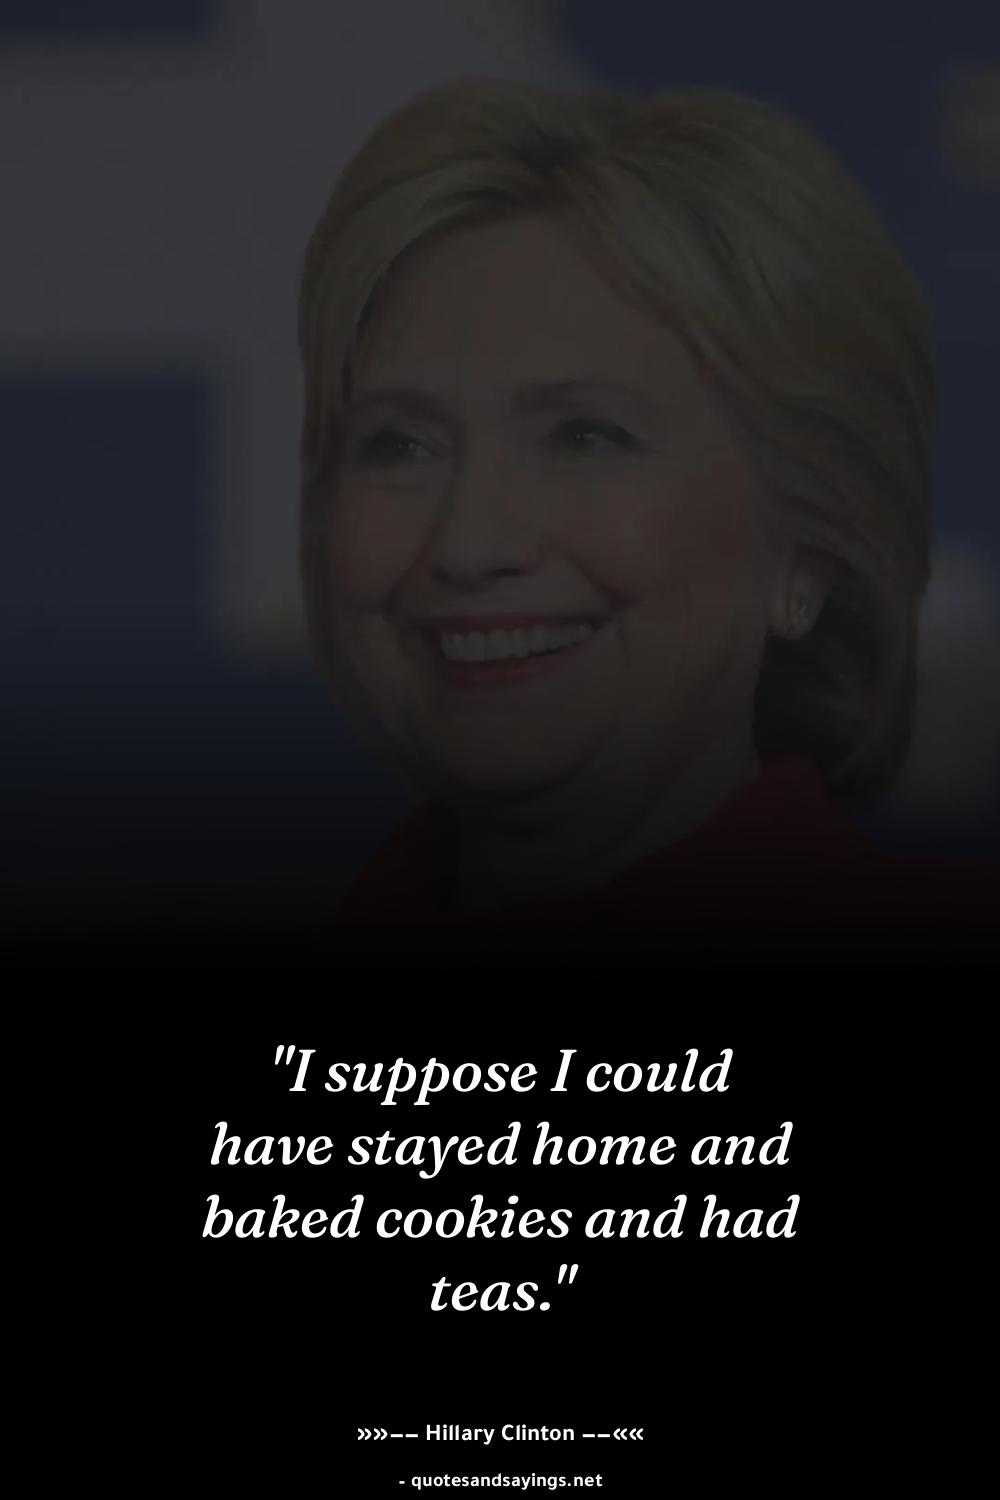 "I suppose I could
have stayed home and
baked cookies and had
teas."
»»−− Hillary Clinton −−««
- quotesandsayings.net